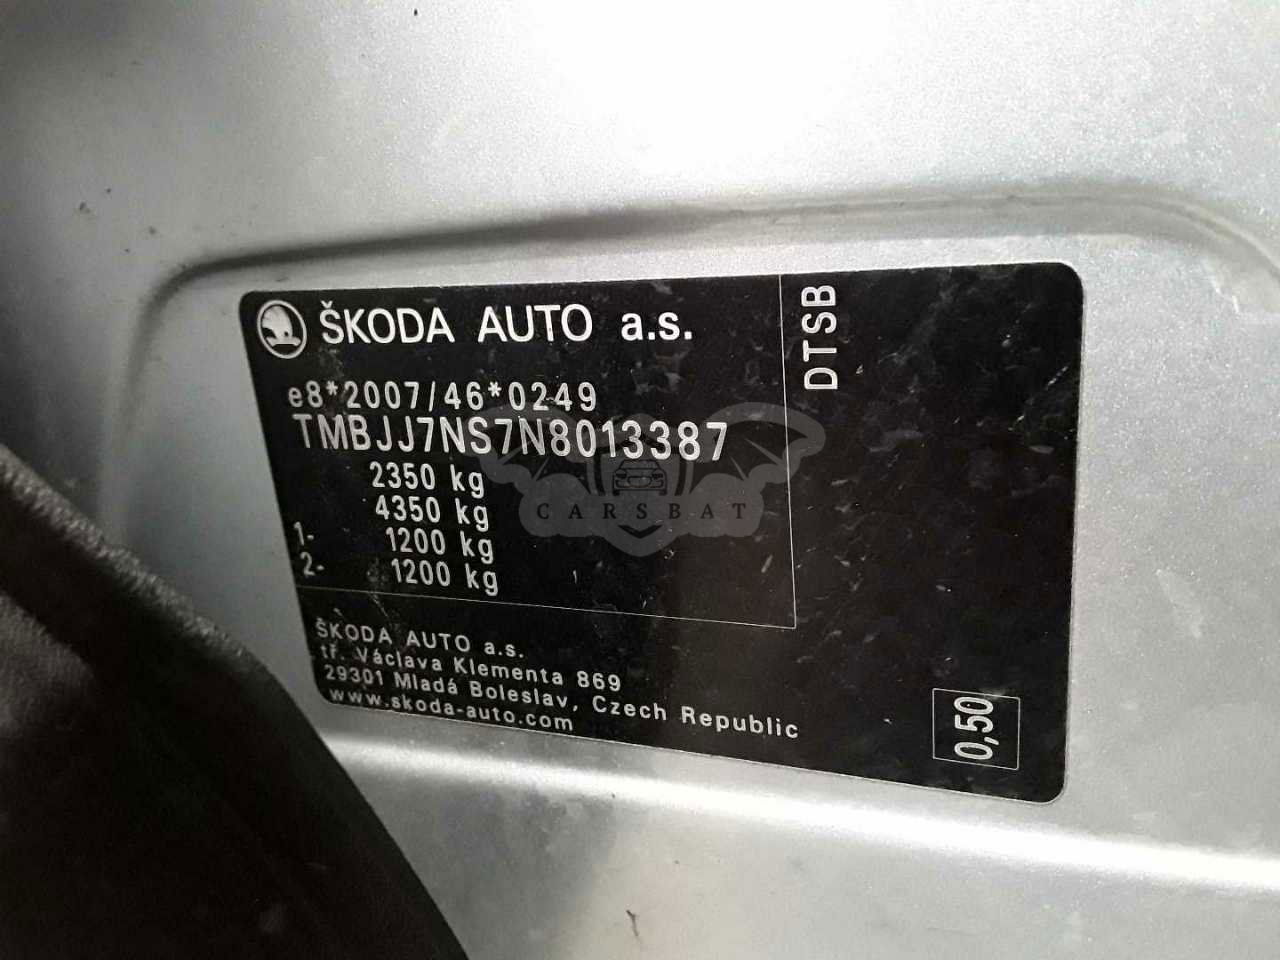 ŠKODA AUTO a.s.
DTSB
e8*2007/46*0249
TMBJJ7NS7N8013387
2350 kg
4350 kg
1- 1200 kg
2- 1200 kg
CARSBAT
ŠKODA AUTO a.s.
tř. Václava Klementa 869
29301 Mladá Boleslav, Czech Republic
www.skoda-auto.com
0,50